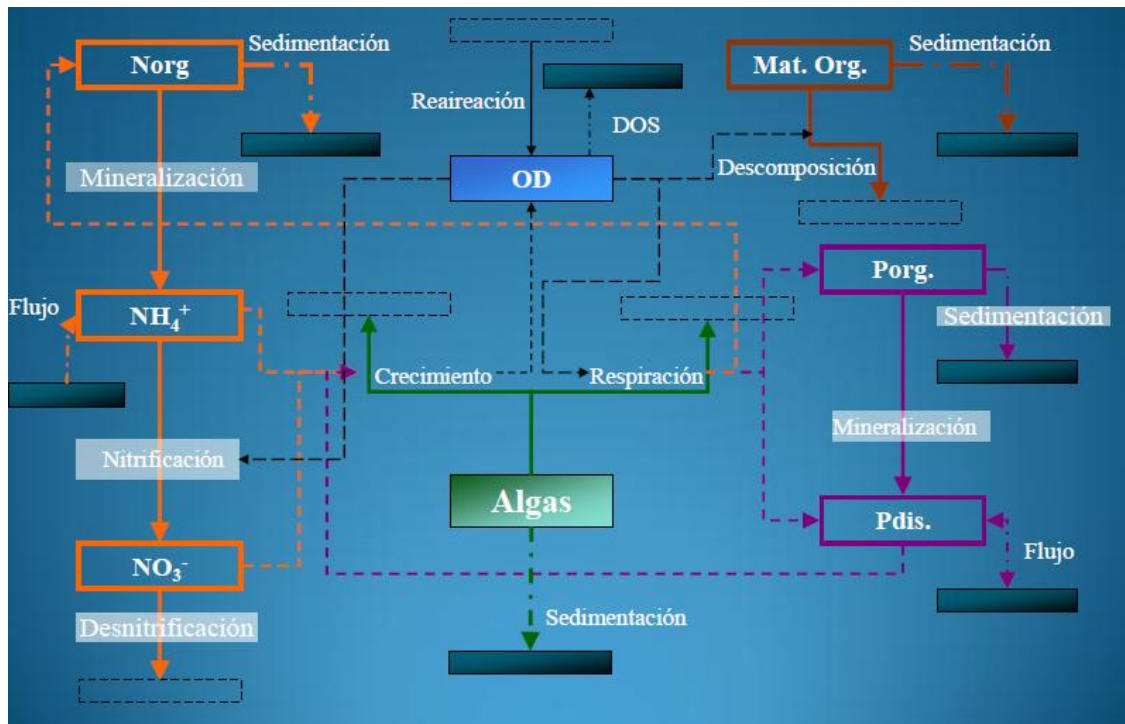 Sedimentación
Norg
Mat. Org.
Sedimentación
Reaireación
DOS
Descomposición
Mineralización
OD
Porg.
Flujo
NH₄⁺
Sedimentación
Crecimiento
Respiración
Mineralización
Nitrificación
Algas
Pdis.
Flujo
NO₃⁻
Sedimentación
Desnitrificación